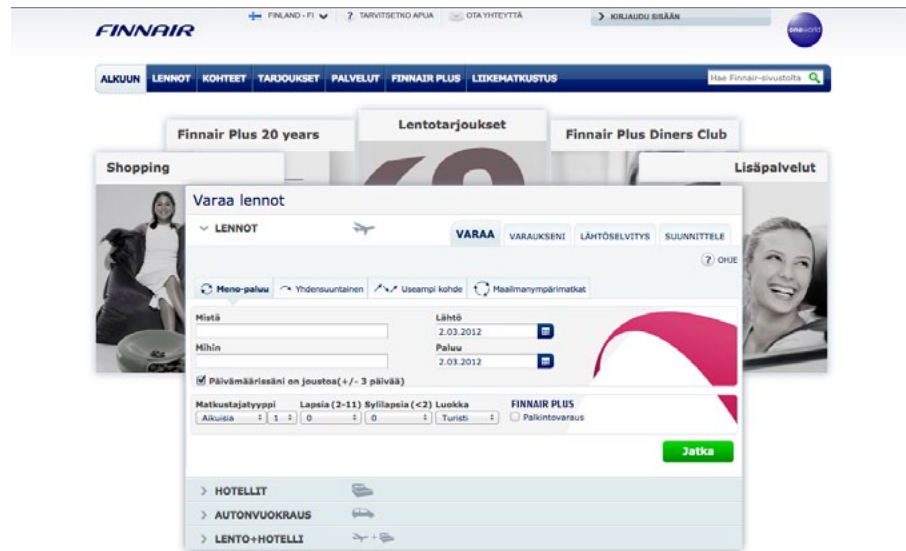 FINNAIR
FINLAND - FI
? TARVITSETKO APUA
OTA YHTEYTTÄ
KIRJAUDU SISÄÄN
oneworld
ALKUUN LENNOT KOHTEET TARJOUKSET PALVELUT FINNAIR PLUS LIIKEMATKUSTUS
Hae Finnair-sivustolta
Lentotarjoukset
Finnair Plus 20 years
Finnair Plus Diners Club
Shopping
Lisäpalvelut
Varaa lennot
LENNOT
VARAA VARAUKSENI LÄHTÖSELVITYS SUUNNITTELE
? OHJE
Meno-paluu Yhdensuuntainen Useampi kohde Maailmanympärimatkat
Mistä Lähtö
2.03.2012
Mihin Paluu
2.03.2012
Päivämäärissäni on joustoa(+/- 3 päivää)
Matkustajatyyppi Lapsia (2-11) Sylilapsia (<2) Luokka FINNAIR PLUS
Aikuisia 1 0 0 Turisti Palkintovaraus
Jatka
HOTELLIT
AUTONVUOKRAUS
LENTO+HOTELLI